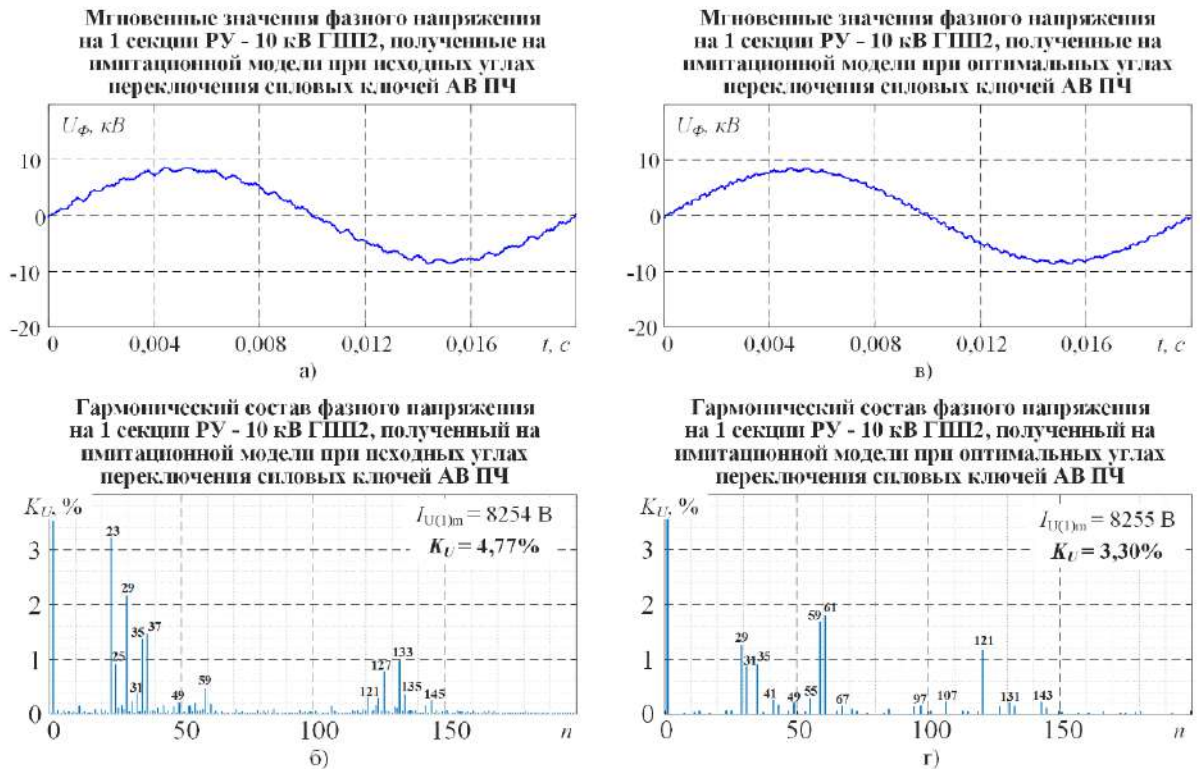 Мгновенные значения фазного напряжения
на 1 секции РУ - 10 кВ ГПП2, полученные на
имитационной модели при исходных углах
переключения силовых ключей АВ ПЧ
UФ, кВ
10
0
-10
-20
0 0,004 0,008 0,012 0,016 t, с
а)
Мгновенные значения фазного напряжения
на 1 секции РУ - 10 кВ ГПП2, полученные на
имитационной модели при оптимальных углах
переключения силовых ключей АВ ПЧ
UФ, кВ
10
0
-10
-20
0 0,004 0,008 0,012 0,016 t, с
в)
Гармонический состав фазного напряжения
на 1 секции РУ - 10 кВ ГПП2, полученный на
имитационной модели при исходных углах
переключения силовых ключей АВ ПЧ
KU, %
IU(1)m = 8254 В
KU = 4,77%
3
2
1
0
23
29
35
37
25
31
49
59
121
127
133
135
145
50 100 150 n
б)
Гармонический состав фазного напряжения
на 1 секции РУ - 10 кВ ГПП2, полученный на
имитационной модели при оптимальных углах
переключения силовых ключей АВ ПЧ
KU, %
IU(1)m = 8255 В
KU = 3,30%
3
2
1
0
29
31
35
41
49
55
59
61
67
97
107
121
131
143
50 100 150 n
г)